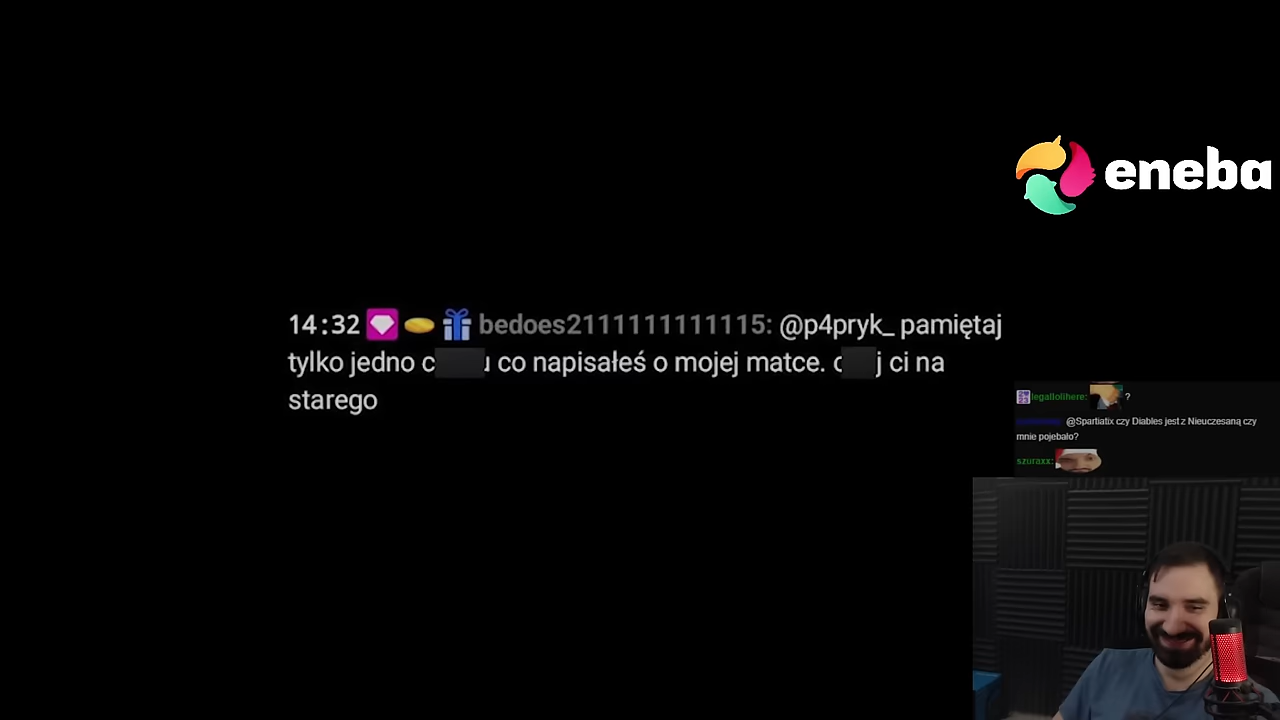 eneba
14:32 bedoes2111111111115: @p4pryk_ pamiętaj
tylko jedno co napisałeś o mojej matce. ci na
starego
legallolihere: ?
@Spartiatix czy Diables jest z Nieuczesaną czy
mnie pojebało?
szuraxx: